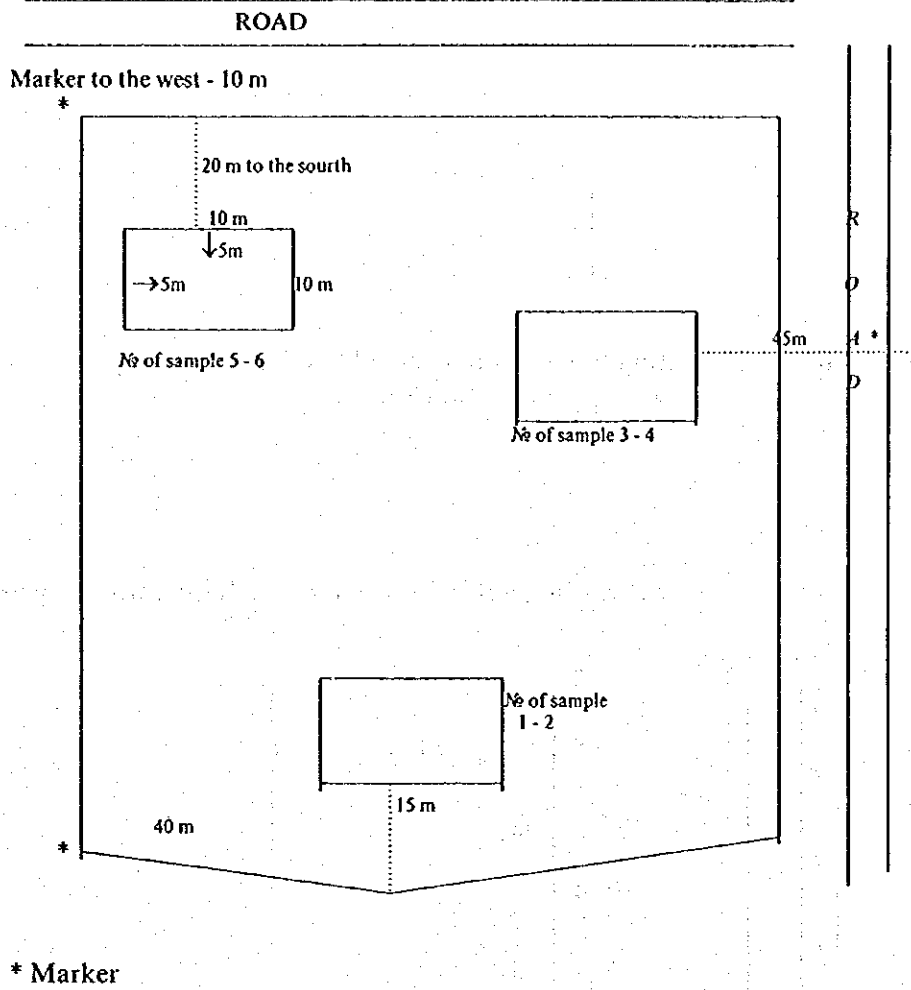 ROAD
Marker to the west - 10 m
*
20 m to the sourth
10 m
5m
5m
10 m
№ of sample 5 - 6
45m
*
R
O
A
D
№ of sample 3 - 4
№ of sample
1 - 2
15 m
40 m
*
* Marker